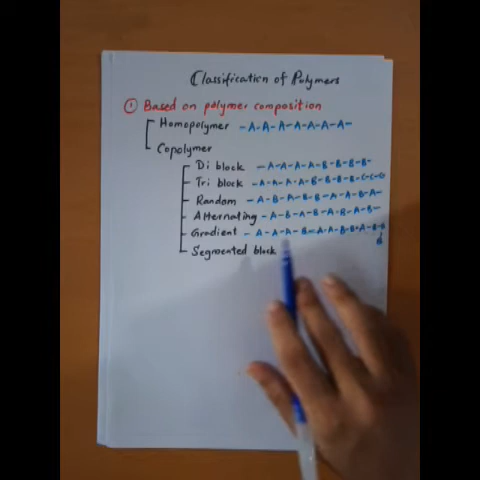 Classification of Polymers
① Based on polymer composition
Homopolymer -A-A-A-A-A-A-A-
Copolymer
Di block -A-A-A-A-B-B-B-B-
Tri block -A-A-A-A-B-B-B-B-C-C-C
Random -A-B-A-B-B-A-A-B-A-
Alternating -A-B-A-B-A-B-A-B-
Gradient -A-A-A-B-A-A-B-B-A-B-B
Segmented block